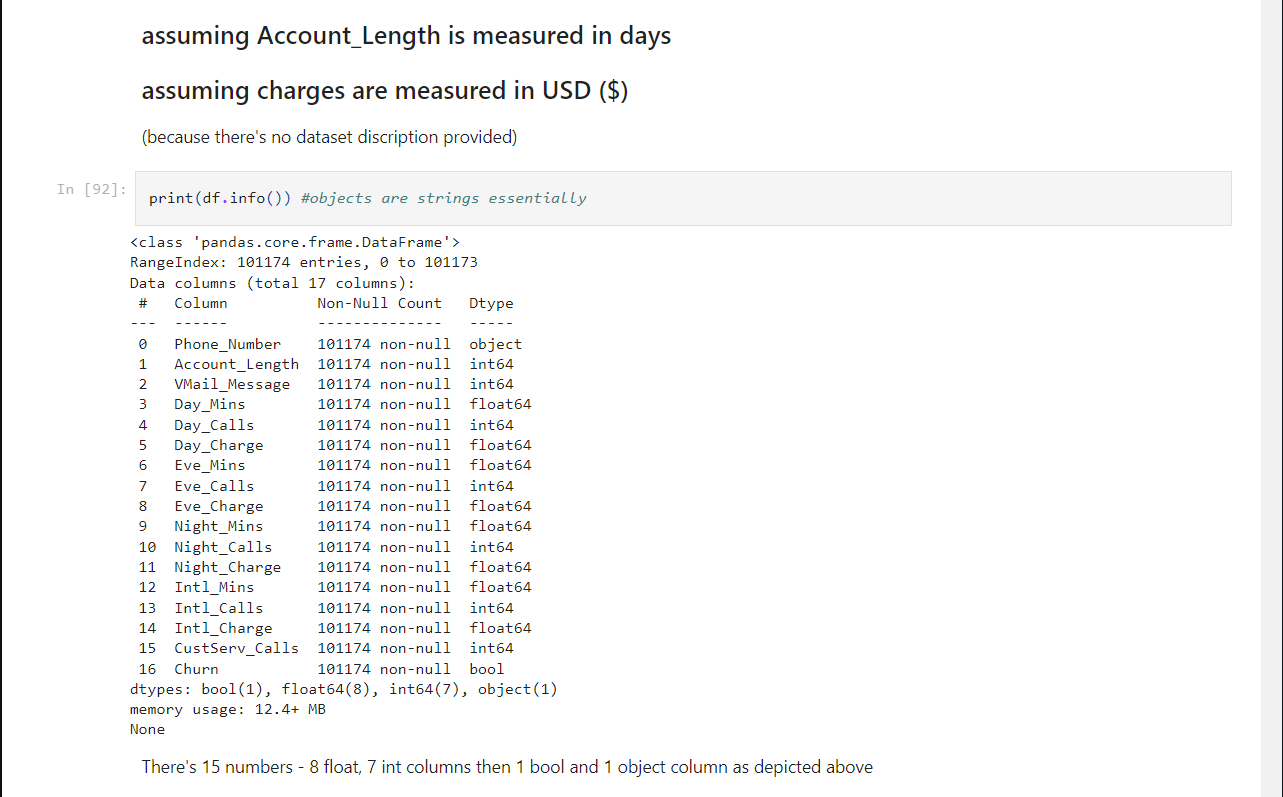 assuming Account_Length is measured in days
assuming charges are measured in USD ($)
(because there's no dataset discription provided)
In [92]:
print(df.info()) #objects are strings essentially
<class 'pandas.core.frame.DataFrame'>
RangeIndex: 101174 entries, 0 to 101173
Data columns (total 17 columns):
 #   Column          Non-Null Count   Dtype
---  ------          --------------   -----
 0   Phone_Number    101174 non-null  object
 1   Account_Length  101174 non-null  int64
 2   VMail_Message   101174 non-null  int64
 3   Day_Mins        101174 non-null  float64
 4   Day_Calls       101174 non-null  int64
 5   Day_Charge      101174 non-null  float64
 6   Eve_Mins        101174 non-null  float64
 7   Eve_Calls       101174 non-null  int64
 8   Eve_Charge      101174 non-null  float64
 9   Night_Mins      101174 non-null  float64
 10  Night_Calls     101174 non-null  int64
 11  Night_Charge    101174 non-null  float64
 12  Intl_Mins       101174 non-null  float64
 13  Intl_Calls      101174 non-null  int64
 14  Intl_Charge     101174 non-null  float64
 15  CustServ_Calls  101174 non-null  int64
 16  Churn           101174 non-null  bool
dtypes: bool(1), float64(8), int64(7), object(1)
memory usage: 12.4+ MB
None
There's 15 numbers - 8 float, 7 int columns then 1 bool and 1 object column as depicted above